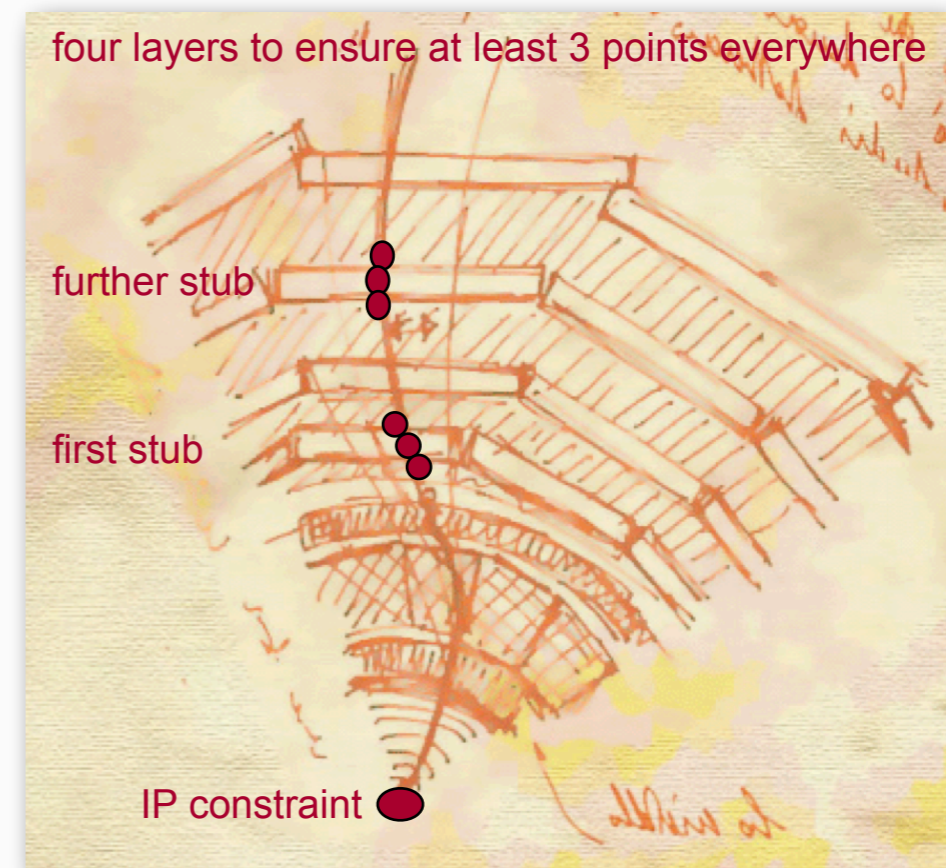 four layers to ensure at least 3 points everywhere
further stub
first stub
IP constraint